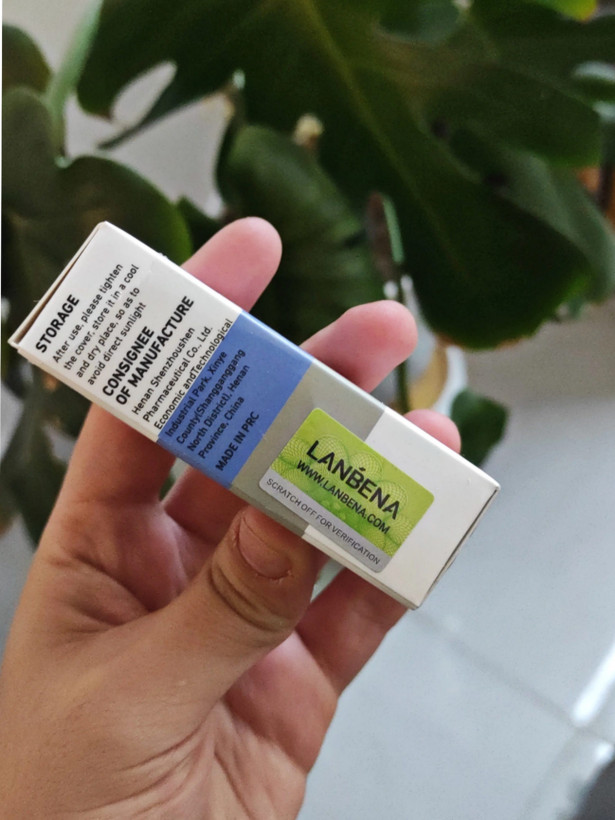 STORAGE
After use, please tighten
the cover, store it in a cool
and dry place, so as to
avoid direct sunlight
CONSIGNEE
OF MANUFACTURE
Henan Shenzhoushen
Pharmaceutical Co., Ltd.
Economic andTechnological
Industrial Park, Xinye
County(Shangganggang
North District), Henan
Province, China
MADE IN PRC
LANBENA
WWW.LANBENA.COM
SCRATCH OFF FOR VERIFICATION